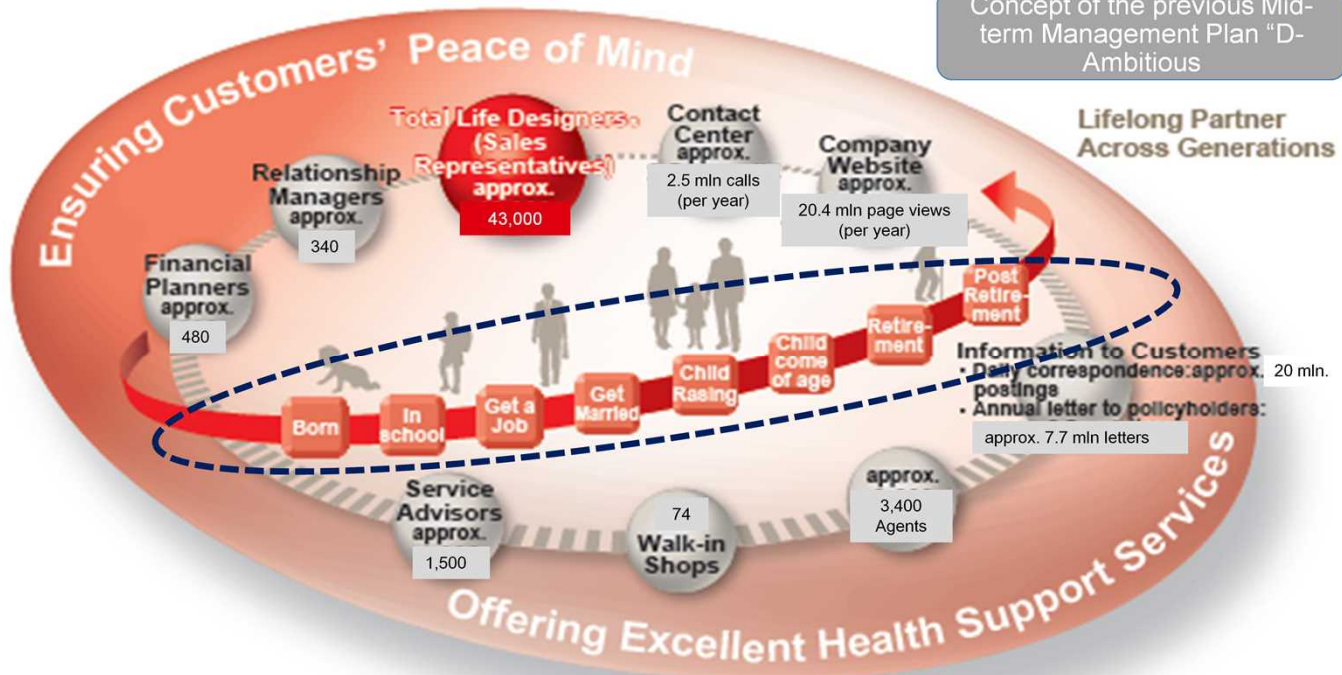 Concept of the previous Mid-
term Management Plan “D-
Ambitious
Ensuring Customers’ Peace of Mind
Lifelong Partner
Across Generations
Total Life Designers
(Sales
Representatives)
approx.
43,000
Contact
Center
approx.
2.5 mln calls
(per year)
Company
Website
approx.
20.4 mln page views
(per year)
Relationship
Managers
approx.
340
Financial
Planners
approx.
480
Born
In
school
Get a
Job
Get
Married
Child
Rasing
Child
come
of age
Retire-
ment
Post
Retire-
ment
Information to Customers
• Daily correspondence:approx. 20 mln.
postings
• Annual letter to policyholders:
approx. 7.7 mln letters
Service
Advisors
approx.
1,500
74
Walk-in
Shops
approx.
3,400
Agents
Offering Excellent Health Support Services